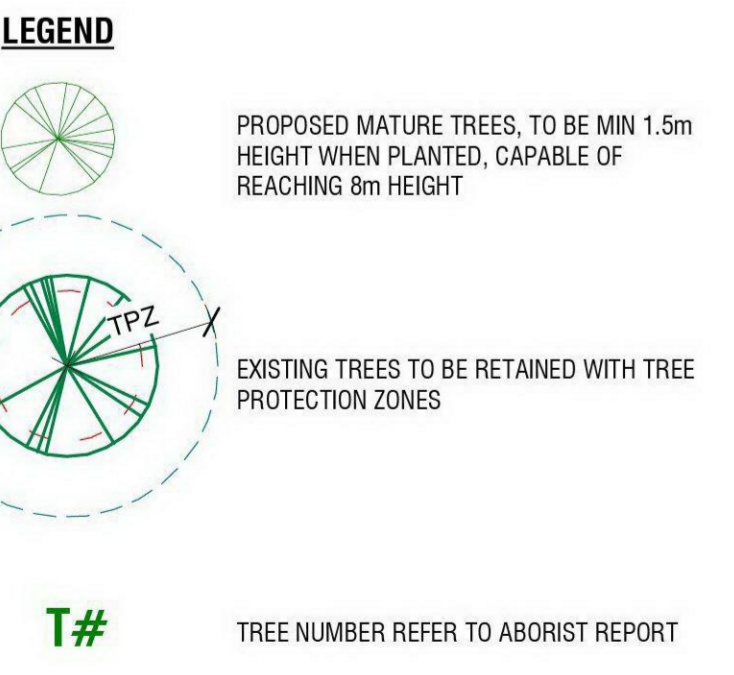 LEGEND
PROPOSED MATURE TREES, TO BE MIN 1.5m
HEIGHT WHEN PLANTED, CAPABLE OF
REACHING 8m HEIGHT
TPZ
EXISTING TREES TO BE RETAINED WITH TREE
PROTECTION ZONES
T#
TREE NUMBER REFER TO ABORIST REPORT